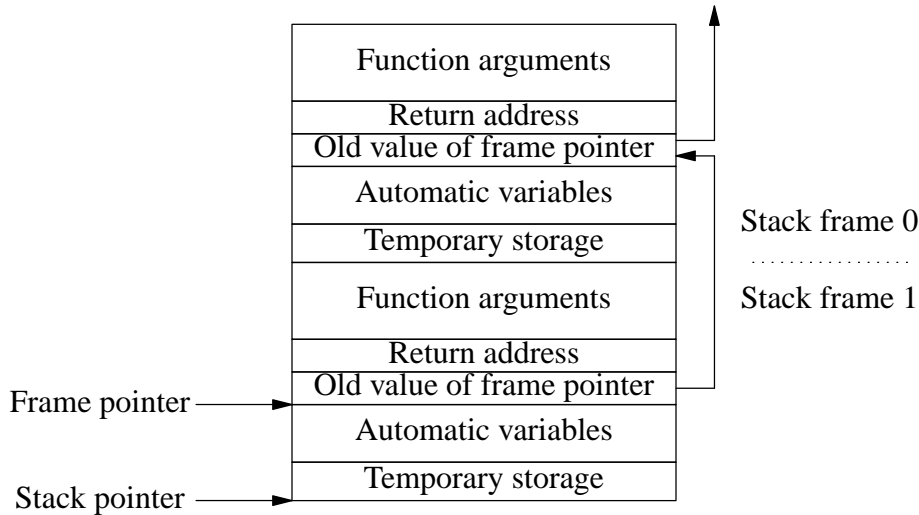 Function arguments
Return address
Old value of frame pointer
Automatic variables
Stack frame 0
Temporary storage
Function arguments
Stack frame 1
Return address
Old value of frame pointer
Frame pointer
Automatic variables
Temporary storage
Stack pointer